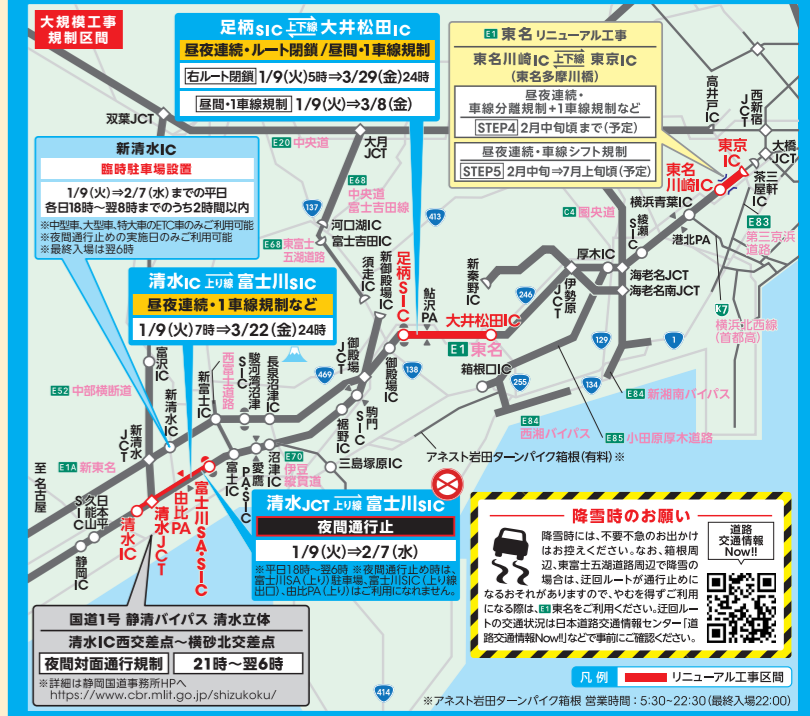 大規模工事
規制区間
足柄SIC 上下線 大井松田IC
昼夜連続・ルート閉鎖/昼間・1車線規制
右ルート閉鎖 1/9(火)5時⇒3/29(金)24時
昼間・1車線規制 1/9(火)⇒3/8(金)
E1 東名 リニューアル工事
東名川崎IC 上下線 東京IC
(東名多摩川橋)
昼夜連続・
車線分離規制+1車線規制など
STEP4 2月中旬頃まで(予定)
昼夜連続・車線シフト規制
STEP5 2月中旬⇒7月上旬頃(予定)
高井戸IC
西新宿JCT
大橋JCT
東京IC
三軒茶屋IC
東名川崎IC
横浜青葉IC
E83
第三京浜道路
港北PA
綾瀬SIC
K7
横浜北西線
(首都高)
双葉JCT
E20 中央道
大月JCT
E68
中央道
富士吉田線
137
413
河口湖IC
富士吉田IC
E68 東富士
五湖道路
須走IC
新御殿場IC
C4 圏央道
厚木IC
海老名JCT
海老名南JCT
伊勢原JCT
新秦野IC
246
129
1
134
255
新清水IC
臨時駐車場設置
1/9(火)⇒2/7(水)までの平日
各日18時~翌8時までのうち2時間以内
※中型車、大型車、特大車のETC車のみご利用可能
※夜間通行止めの実施日のみご利用可能
※最終入場は翌6時
清水IC 上り線 富士川SIC
昼夜連続・1車線規制など
1/9(火)7時⇒3/22(金)24時
足柄SIC
鮎沢PA
大井松田IC
E1 東名
138
469
御殿場JCT
御殿場IC
箱根口IC
E84 新湘南バイパス
E84
西湘バイパス
E85 小田原厚木道路
アネスト岩田ターンパイク箱根(有料)※
富沢IC
E52 中部横断道
新清水IC
新清水JCT
西富士道路
新富士IC
駿河湾沼津SIC
長泉沼津IC
駒門SIC
裾野IC
沼津IC
愛鷹PA・SIC
富士IC
E70
伊豆縦貫道
三島塚原IC
E1A 新東名
至 名古屋
日本平久能山SIC
静岡IC
清水IC
清水JCT
由比PA
富士川SA・SIC
清水JCT 上り線 富士川SIC
夜間通行止
1/9(火)⇒2/7(水)
※平日18時~翌6時 ※夜間通行止め時は、
富士川SA(上り)駐車場、富士川SIC(上り線
出口)、由比PA(上り)はご利用になれません。
国道1号 静清バイパス 清水立体
清水IC西交差点~横砂北交差点
夜間対面通行規制 21時~翌6時
※詳細は静岡国道事務所HPへ
https://www.cbr.mlit.go.jp/shizukoku/
414
降雪時のお願い
降雪時には、不要不急のお出かけ
はお控えください。なお、箱根周
辺、東富士五湖道路周辺で降雪の
場合は、迂回ルートが通行止めに
なるおそれがありますので、やむを得ずご利用
になる際は、E1東名をご利用ください。迂回ルー
トの交通状況は日本道路交通情報センター「道
路交通情報Now!!」などで事前にご確認ください。
道路
交通情報
Now!!
凡例 リニューアル工事区間
※アネスト岩田ターンパイク箱根 営業時間:5:30~22:30(最終入場22:00)